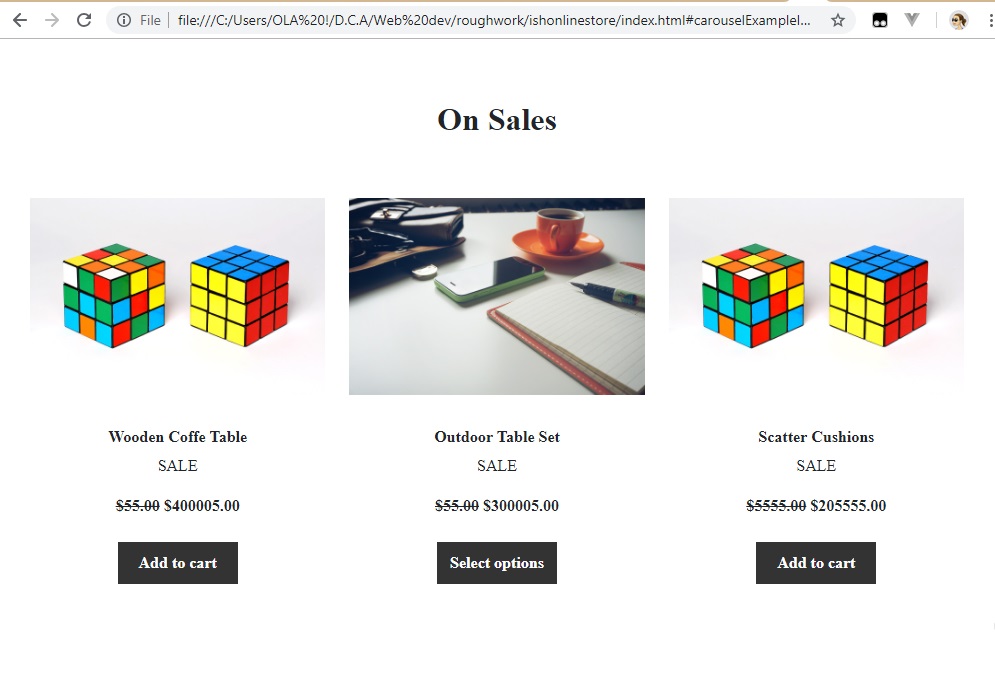 File file:///C:/Users/OLA%20!/D.C.A/Web%20dev/roughwork/ishonlinestore/index.html#carouselExampleI...
On Sales
Wooden Coffe Table
SALE
$55.00 $400005.00
Add to cart
Outdoor Table Set
SALE
$55.00 $300005.00
Select options
Scatter Cushions
SALE
$5555.00 $205555.00
Add to cart